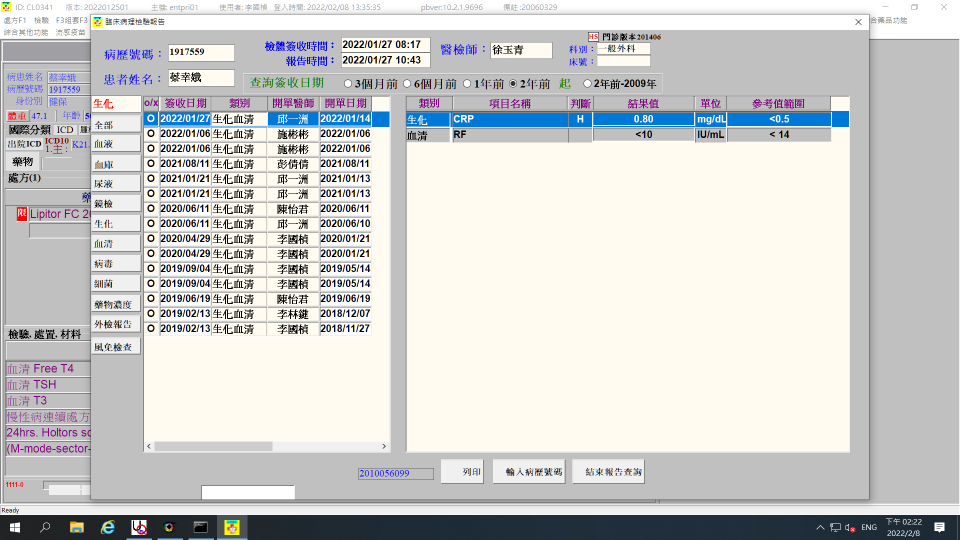 ID: CL0341 版本: 2022012501 主檔: entpri01 使用者: 李國楨 登入時間: 2022/02/08 13:35:35 pbver:10.2.1.9696 備註 :20060329
處方F1 檢驗 F3組套F
綜合其他功能 流感疫苗
臨床病理檢驗報告
病歷號碼： 1917559
檢體簽收時間： 2022/01/27 08:17
報告時間： 2022/01/27 10:43
醫檢師： 徐玉青
HS 門診版本201406
科別： 一般外科
床號：
患者姓名： 蔡幸娥
查詢簽收日期 3個月前 6個月前 1年前 2年前 起 2年前-2009年
病患姓名 蔡幸娥
病歷號碼 1917559
身份別 健保
體重 47.1 年齡
國際分類 ICD
出院ICD ICD10 K21.
1.主:
藥物
處方(1)
限 Lipitor FC 2
檢驗, 處置, 材料
血清 Free T4
血清 TSH
血清 T3
慢性病連續處方
24hrs. Holtors sc
(M-mode-sector-
1111-0
生化
全部
血液
血庫
尿液
鏡檢
生化
血清
病毒
細菌
藥物濃度
外檢報告
風免檢查
o/x 簽收日期 類別 開單醫師 開單日期
O 2022/01/27 生化血清 邱一洲 2022/01/14
O 2022/01/06 生化血清 施彬彬 2022/01/06
O 2022/01/06 生化血清 施彬彬 2022/01/06
O 2021/08/11 生化血清 彭倩倩 2021/08/11
O 2021/01/21 生化血清 邱一洲 2021/01/13
O 2021/01/21 生化血清 邱一洲 2021/01/13
O 2020/06/11 生化血清 陳怡君 2020/06/11
O 2020/06/11 生化血清 邱一洲 2020/06/10
O 2020/04/29 生化血清 李國楨 2020/01/21
O 2020/04/29 生化血清 李國楨 2020/01/21
O 2019/09/04 生化血清 李國楨 2019/05/14
O 2019/09/04 生化血清 李國楨 2019/05/14
O 2019/06/19 生化血清 陳怡君 2019/06/19
O 2019/02/13 生化血清 李林鍵 2018/12/07
O 2019/02/13 生化血清 李國楨 2018/11/27
類別 項目名稱 判斷 結果值 單位 參考值範圍
生化 CRP H 0.80 mg/dL <0.5
血清 RF <10 IU/mL < 14
2010056099
列印
輸入病歷號碼
結束報告查詢
合藥品功能
Ready
ENG
下午 02:22
2022/2/8